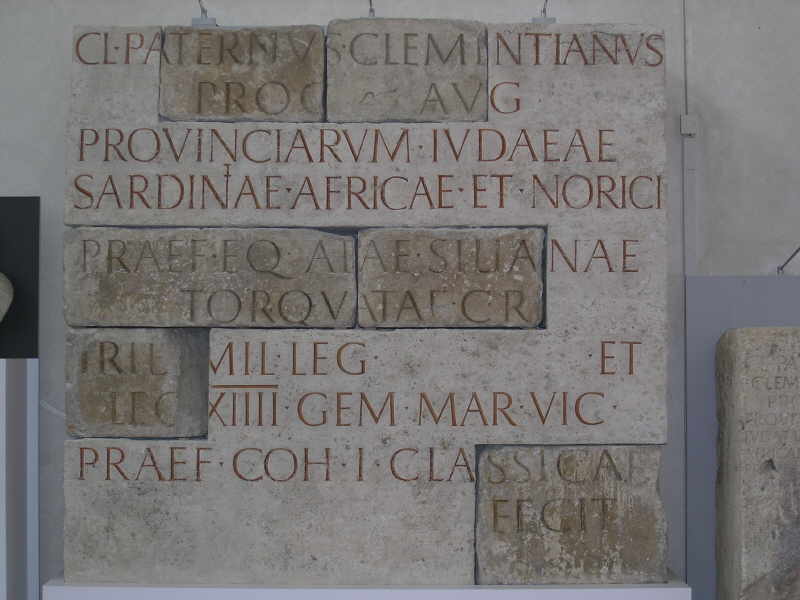 CL·PATERNVS·CLEMENTIANVS
PROC AVG
PROVINCIARVM·IVDAEAE
SARDINIAE·AFRICAE·ET·NORICI
PRAEF·EQ·ALAE·SILIANAE
TORQVATAE·C·R
TRIB MIL·LEG· ·ET
LEG XIIII·GEM·MAR·VIC·
PRAEF·COH·I·CLASSICAE
FECIT